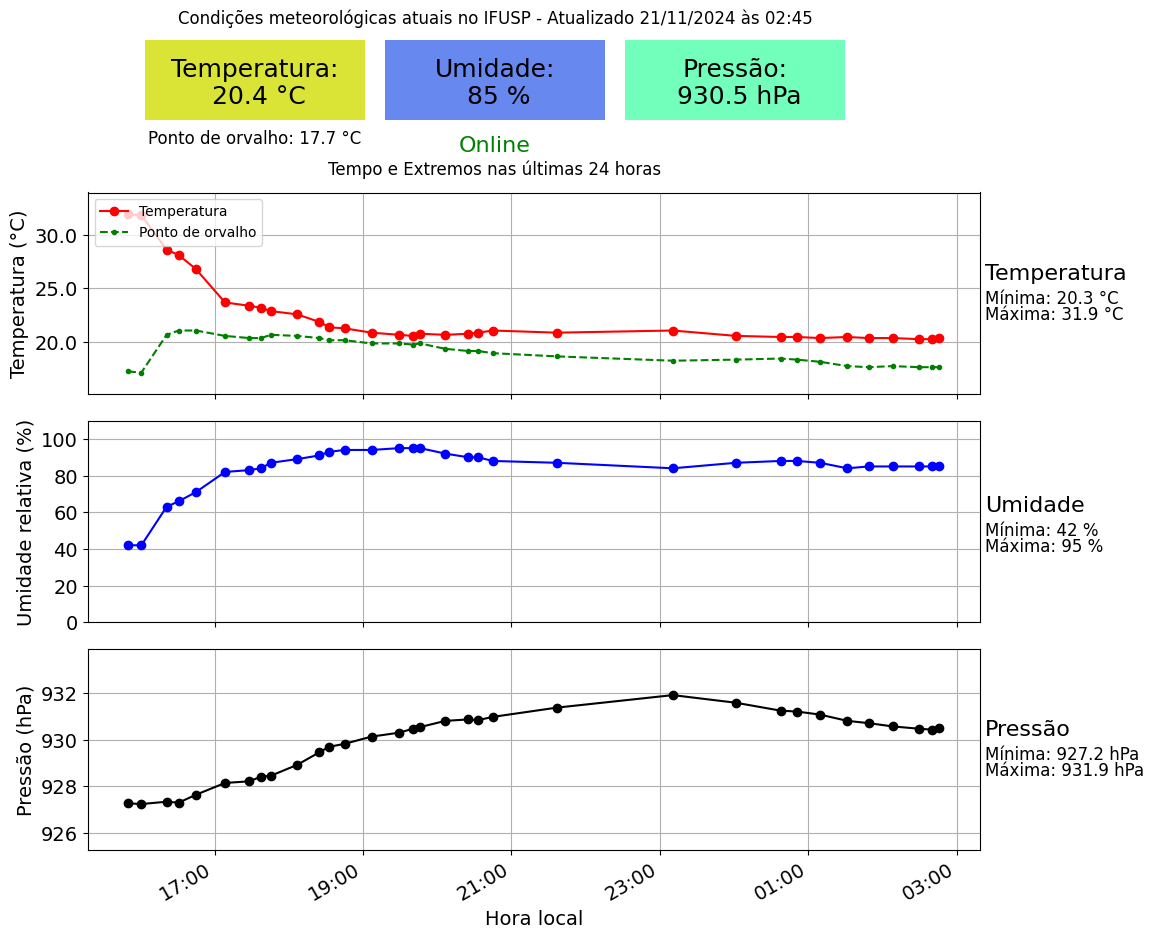 Condições meteorológicas atuais no IFUSP - Atualizado 21/11/2024 às 02:45
Temperatura:
20.4 °C
Umidade:
85 %
Pressão:
930.5 hPa
Ponto de orvalho: 17.7 °C
Online
Tempo e Extremos nas últimas 24 horas
Temperatura (°C)
30.0
25.0
20.0
Temperatura
Ponto de orvalho
Temperatura
Mínima: 20.3 °C
Máxima: 31.9 °C
Umidade relativa (%)
100
80
60
40
20
0
Umidade
Mínima: 42 %
Máxima: 95 %
Pressão (hPa)
932
930
928
926
Pressão
Mínima: 927.2 hPa
Máxima: 931.9 hPa
17:00
19:00
21:00
23:00
01:00
03:00
Hora local